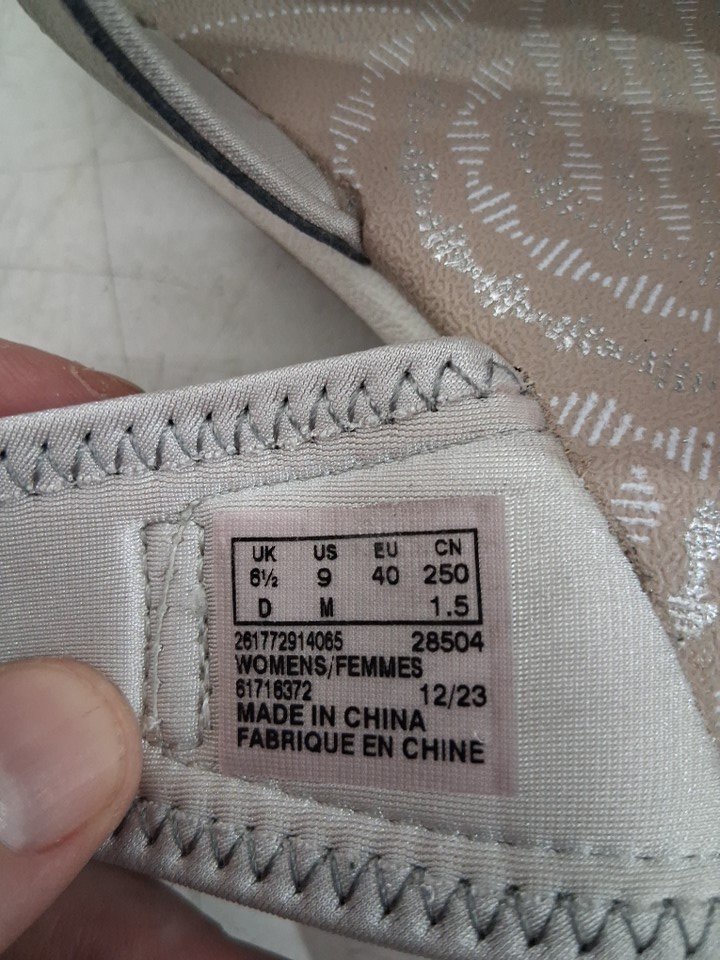 UK US EU CN
6½ 9 40 250
D M 1.5
261772914065 28504
WOMENS/FEMMES
61716372 12/23
MADE IN CHINA
FABRIQUE EN CHINE